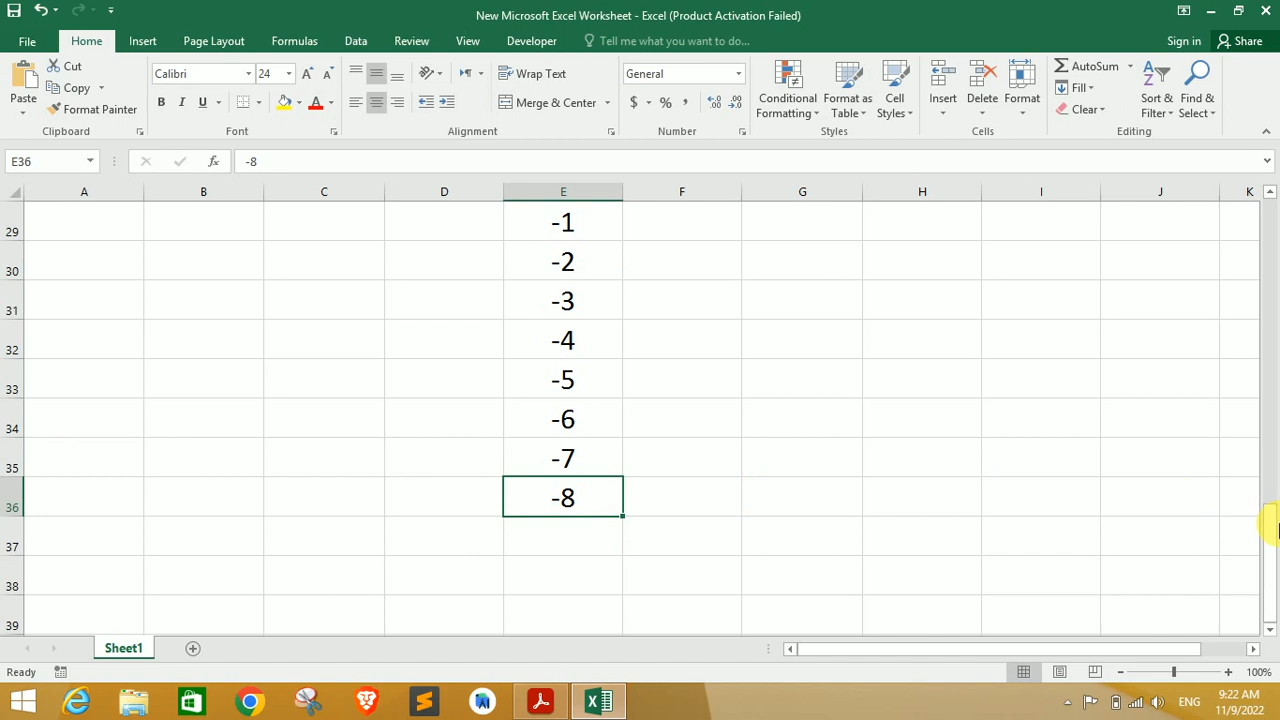 New Microsoft Excel Worksheet - Excel (Product Activation Failed)
File Home Insert Page Layout Formulas Data Review View Developer Tell me what you want to do... Sign in Share
Paste
Cut
Copy
Format Painter
Clipboard
Calibri 24
B I U A
Font
Wrap Text
Merge & Center
Alignment
General
$ % ,
Number
Conditional Formatting
Format as Table
Cell Styles
Styles
Insert Delete Format
Cells
AutoSum
Fill
Clear
Sort & Filter
Find & Select
Editing
E36 fx -8
A B C D E F G H I J K
29 -1
30 -2
31 -3
32 -4
33 -5
34 -6
35 -7
36 -8
37
38
39
Sheet1
Ready 100%
ENG 9:22 AM
11/9/2022